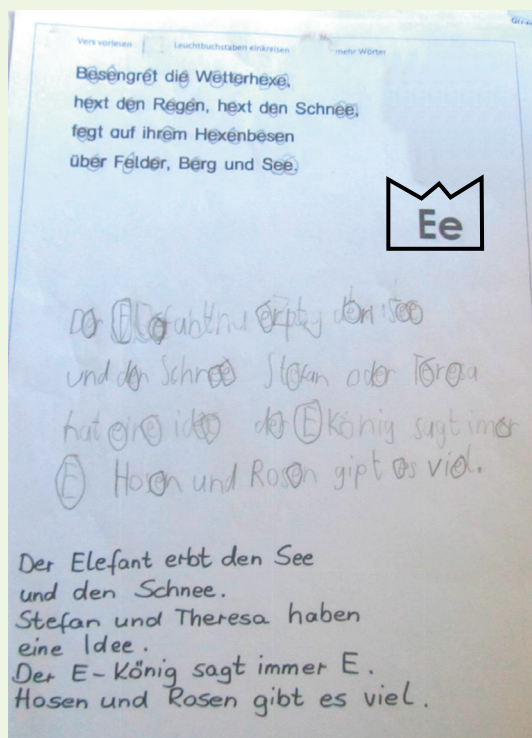 Vers vorlesen Leuchtbuchstaben einkreisen mehr Wörter
Besengret die Wetterhexe,
hext den Regen, hext den Schnee,
fegt auf ihrem Hexenbesen
über Felder, Berg und See.
Ee
Der den See
und den Schnee Stefan oder Teresa
hat eine idee der E König sagt imer
E Hosen und Rosen gipt es viel.
Der Elefant erbt den See
und den Schnee.
Stefan und Theresa haben
eine Idee.
Der E-König sagt immer E.
Hosen und Rosen gibt es viel.